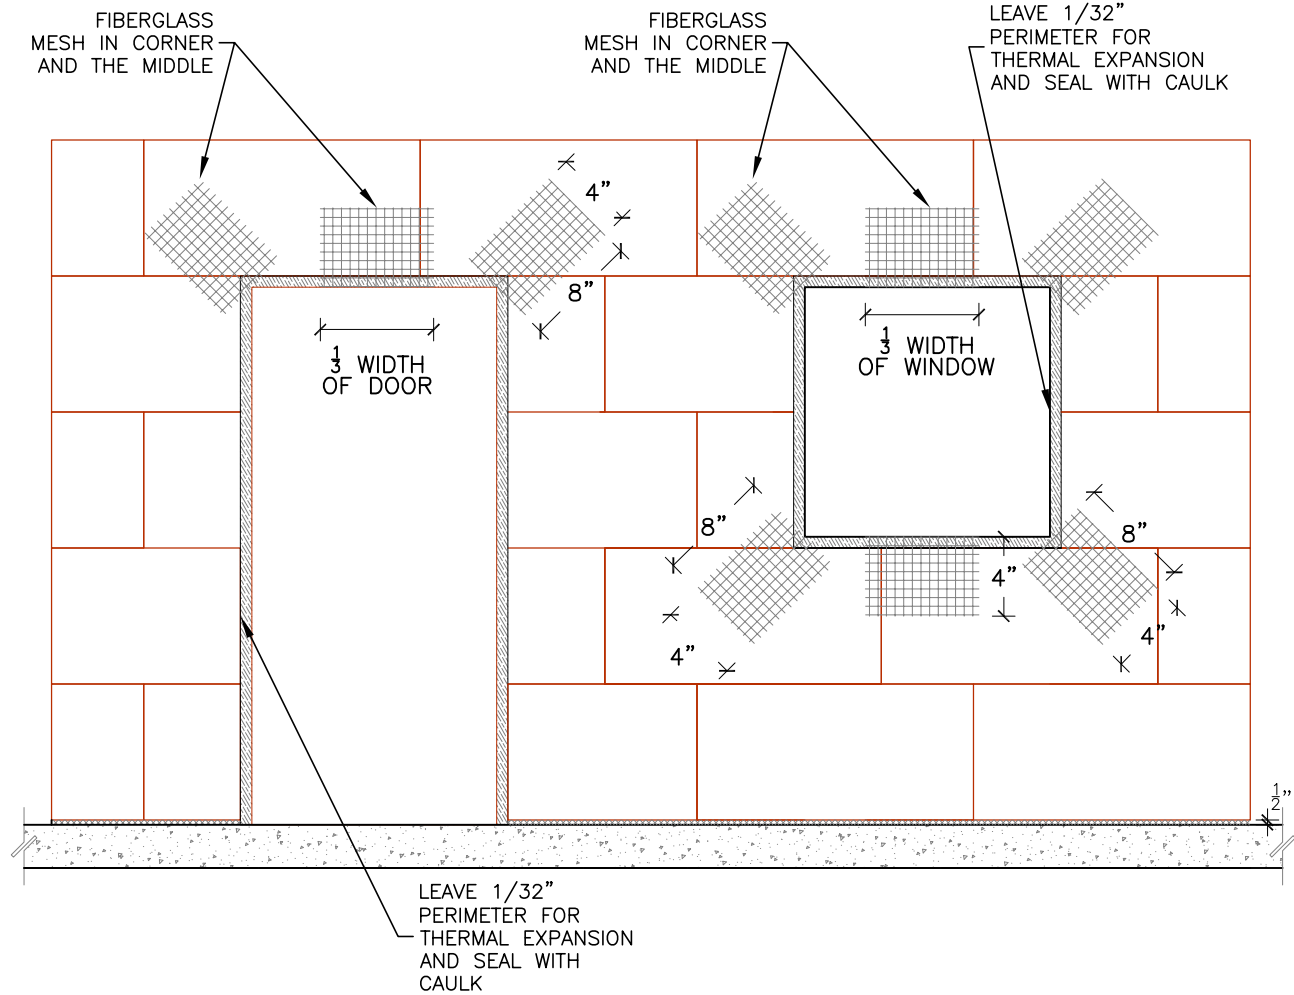 FIBERGLASS
MESH IN CORNER
AND THE MIDDLE
FIBERGLASS
MESH IN CORNER
AND THE MIDDLE
LEAVE 1/32”
PERIMETER FOR
THERMAL EXPANSION
AND SEAL WITH CAULK
4”
8”
1/3 WIDTH
OF DOOR
1/3 WIDTH
OF WINDOW
8”
4”
4”
8”
4”
1/2”
LEAVE 1/32”
PERIMETER FOR
THERMAL EXPANSION
AND SEAL WITH
CAULK